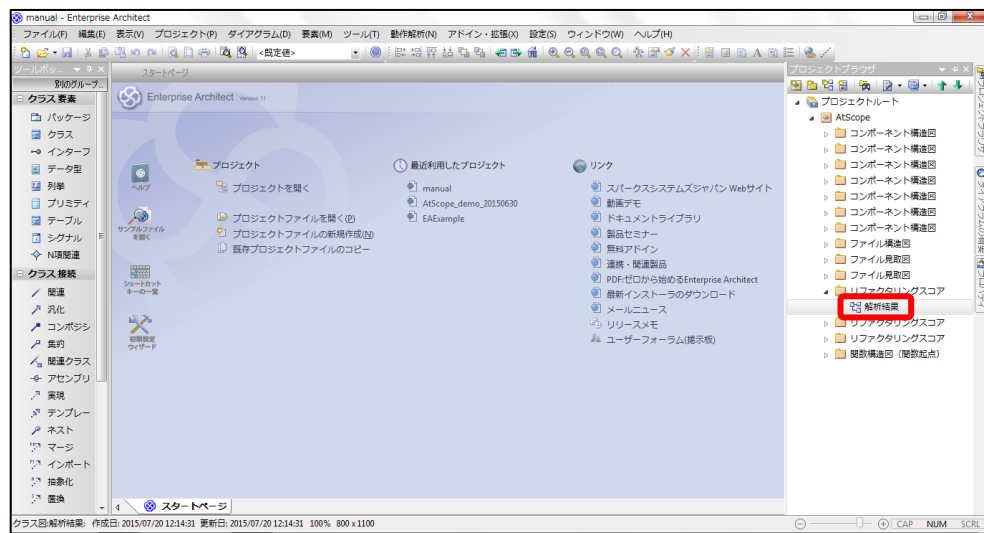 manual - Enterprise Architect
ファイル(F) 編集(E) 表示(V) プロジェクト(P) ダイアグラム(D) 要素(M) ツール(T) 動作解析(N) アドイン・拡張(X) 設定(S) ウィンドウ(W) ヘルプ(H)
<既定値>
ツールボッ...
別のグループ...
クラス要素
パッケージ
クラス
インターフ
データ型
列挙
プリミティ
テーブル
シグナル
N項関連
クラス接続
関連
汎化
コンポジシ
集約
関連クラス
アセンブリ
実現
テンプレー
ネスト
マージ
インポート
抽象化
置換
スタートページ
Enterprise Architect Version 11
ヘルプ
サンプルファイル
を開く
ショートカット
キーの一覧
初期設定
ウィザード
プロジェクト
プロジェクトを開く
プロジェクトファイルを開く(P)
プロジェクトファイルの新規作成(N)
既存プロジェクトファイルのコピー
最近利用したプロジェクト
manual
AtScope_demo_20150630
EAExample
リンク
スパークスシステムズジャパン Webサイト
動画デモ
ドキュメントライブラリ
製品セミナー
無料アドイン
連携・関連製品
PDF:ゼロから始めるEnterprise Architect
最新インストーラのダウンロード
メールニュース
リリースメモ
ユーザーフォーラム(掲示板)
スタートページ
プロジェクトブラウザ
プロジェクトルート
AtScope
コンポーネント構造図
コンポーネント構造図
コンポーネント構造図
コンポーネント構造図
コンポーネント構造図
コンポーネント構造図
コンポーネント構造図
ファイル構造図
ファイル見取図
ファイル見取図
リファクタリングスコア
解析結果
リファクタリングスコア
リファクタリングスコア
関数構造図（関数起点）
プロジェクトブラウザ
ダイアグラムの構築
プロパティ
クラス図:解析結果: 作成日: 2015/07/20 12:14:31 更新日: 2015/07/20 12:14:31 100% 800 x 1100
CAP NUM SCRL